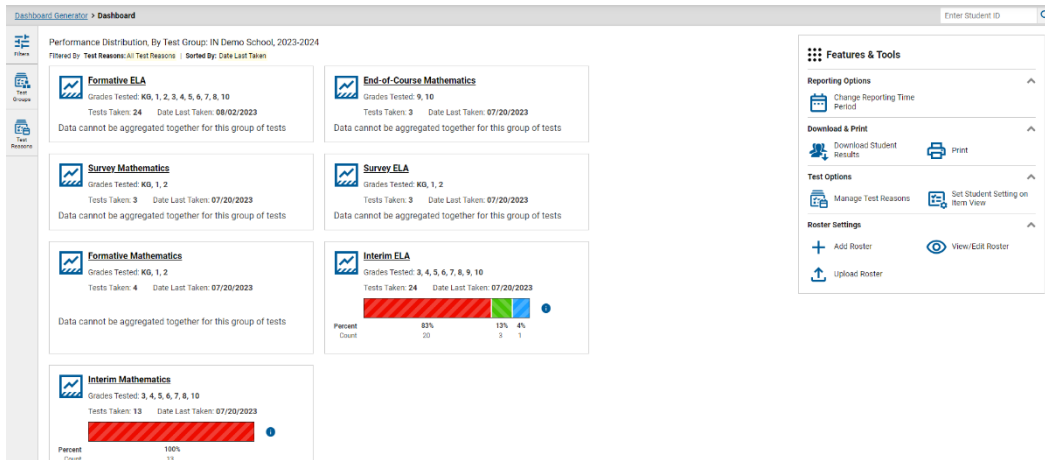 Dashboard Generator > Dashboard
Enter Student ID
Filters
Test Groups
Test Reasons
Performance Distribution, By Test Group: IN Demo School, 2023-2024
Filtered By Test Reasons: All Test Reasons | Sorted By: Date Last Taken
Formative ELA
Grades Tested: KG, 1, 2, 3, 4, 5, 6, 7, 8, 10
Tests Taken: 24 Date Last Taken: 08/02/2023
Data cannot be aggregated together for this group of tests
End-of-Course Mathematics
Grades Tested: 9, 10
Tests Taken: 3 Date Last Taken: 07/20/2023
Data cannot be aggregated together for this group of tests
Survey Mathematics
Grades Tested: KG, 1, 2
Tests Taken: 3 Date Last Taken: 07/20/2023
Data cannot be aggregated together for this group of tests
Survey ELA
Grades Tested: KG, 1, 2
Tests Taken: 3 Date Last Taken: 07/20/2023
Data cannot be aggregated together for this group of tests
Formative Mathematics
Grades Tested: KG, 1, 2
Tests Taken: 4 Date Last Taken: 07/20/2023
Data cannot be aggregated together for this group of tests
Interim ELA
Grades Tested: 3, 4, 5, 6, 7, 8, 9, 10
Tests Taken: 24 Date Last Taken: 07/20/2023
Percent 83% 13% 4%
Count 20 3 1
Interim Mathematics
Grades Tested: 3, 4, 5, 6, 7, 8, 10
Tests Taken: 13 Date Last Taken: 07/20/2023
Percent 100%
Count 13
Features & Tools
Reporting Options
Change Reporting Time
Period
Download & Print
Download Student
Results
Print
Test Options
Manage Test Reasons
Set Student Setting on
Item View
Roster Settings
Add Roster
View/Edit Roster
Upload Roster